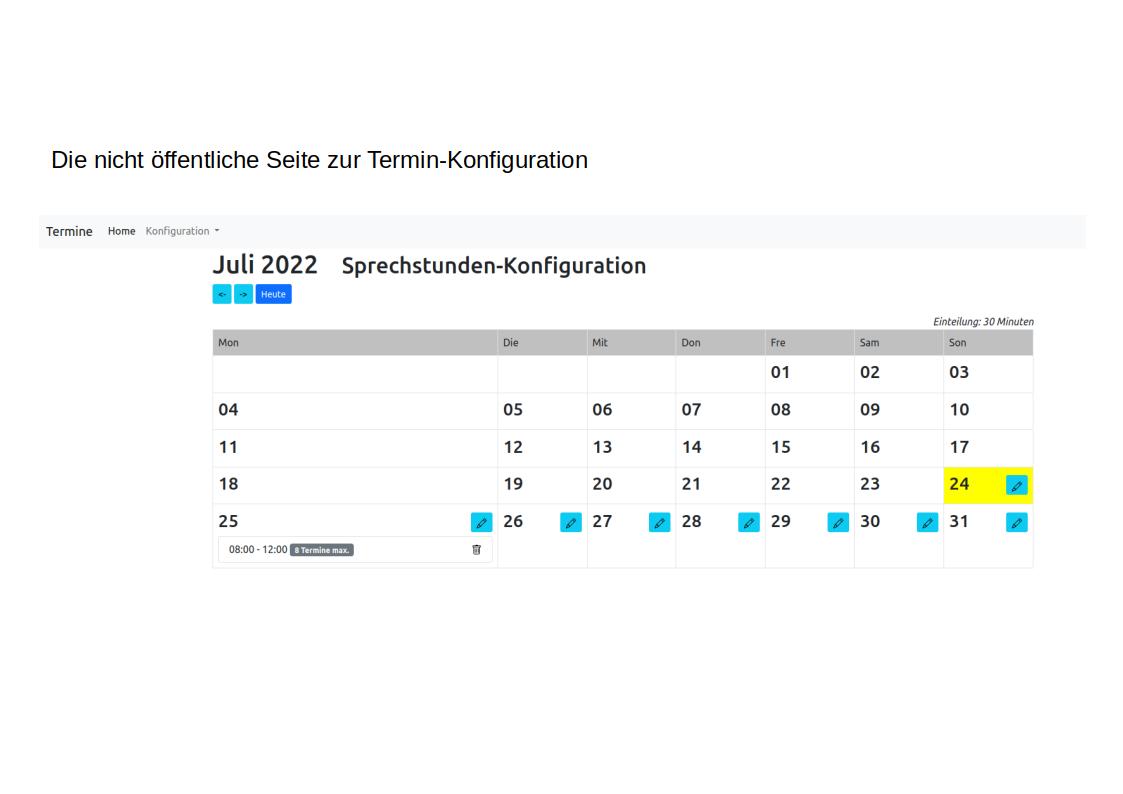 Die nicht öffentliche Seite zur Termin-Konfiguration
Termine Home Konfiguration
Juli 2022 Sprechstunden-Konfiguration
<- -> Heute
Einteilung: 30 Minuten
Mon Die Mit Don Fre Sam Son
01 02 03
04 05 06 07 08 09 10
11 12 13 14 15 16 17
18 19 20 21 22 23 24
25 26 27 28 29 30 31
08:00 - 12:00 8 Termine max.